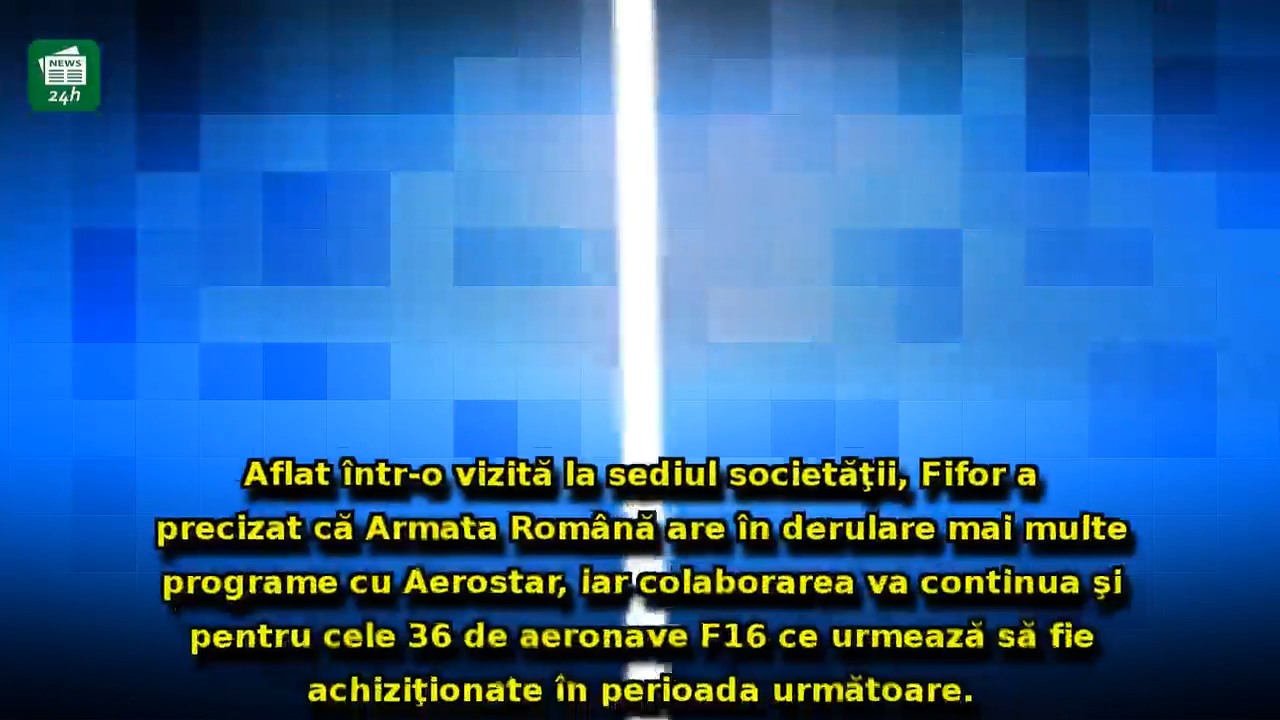 NEWS
24h
Aflat într-o vizită la sediul societăţii, Fifor a
precizat că Armata Română are în derulare mai multe
programe cu Aerostar, iar colaborarea va continua şi
pentru cele 36 de aeronave F16 ce urmează să fie
achiziţionate în perioada următoare.